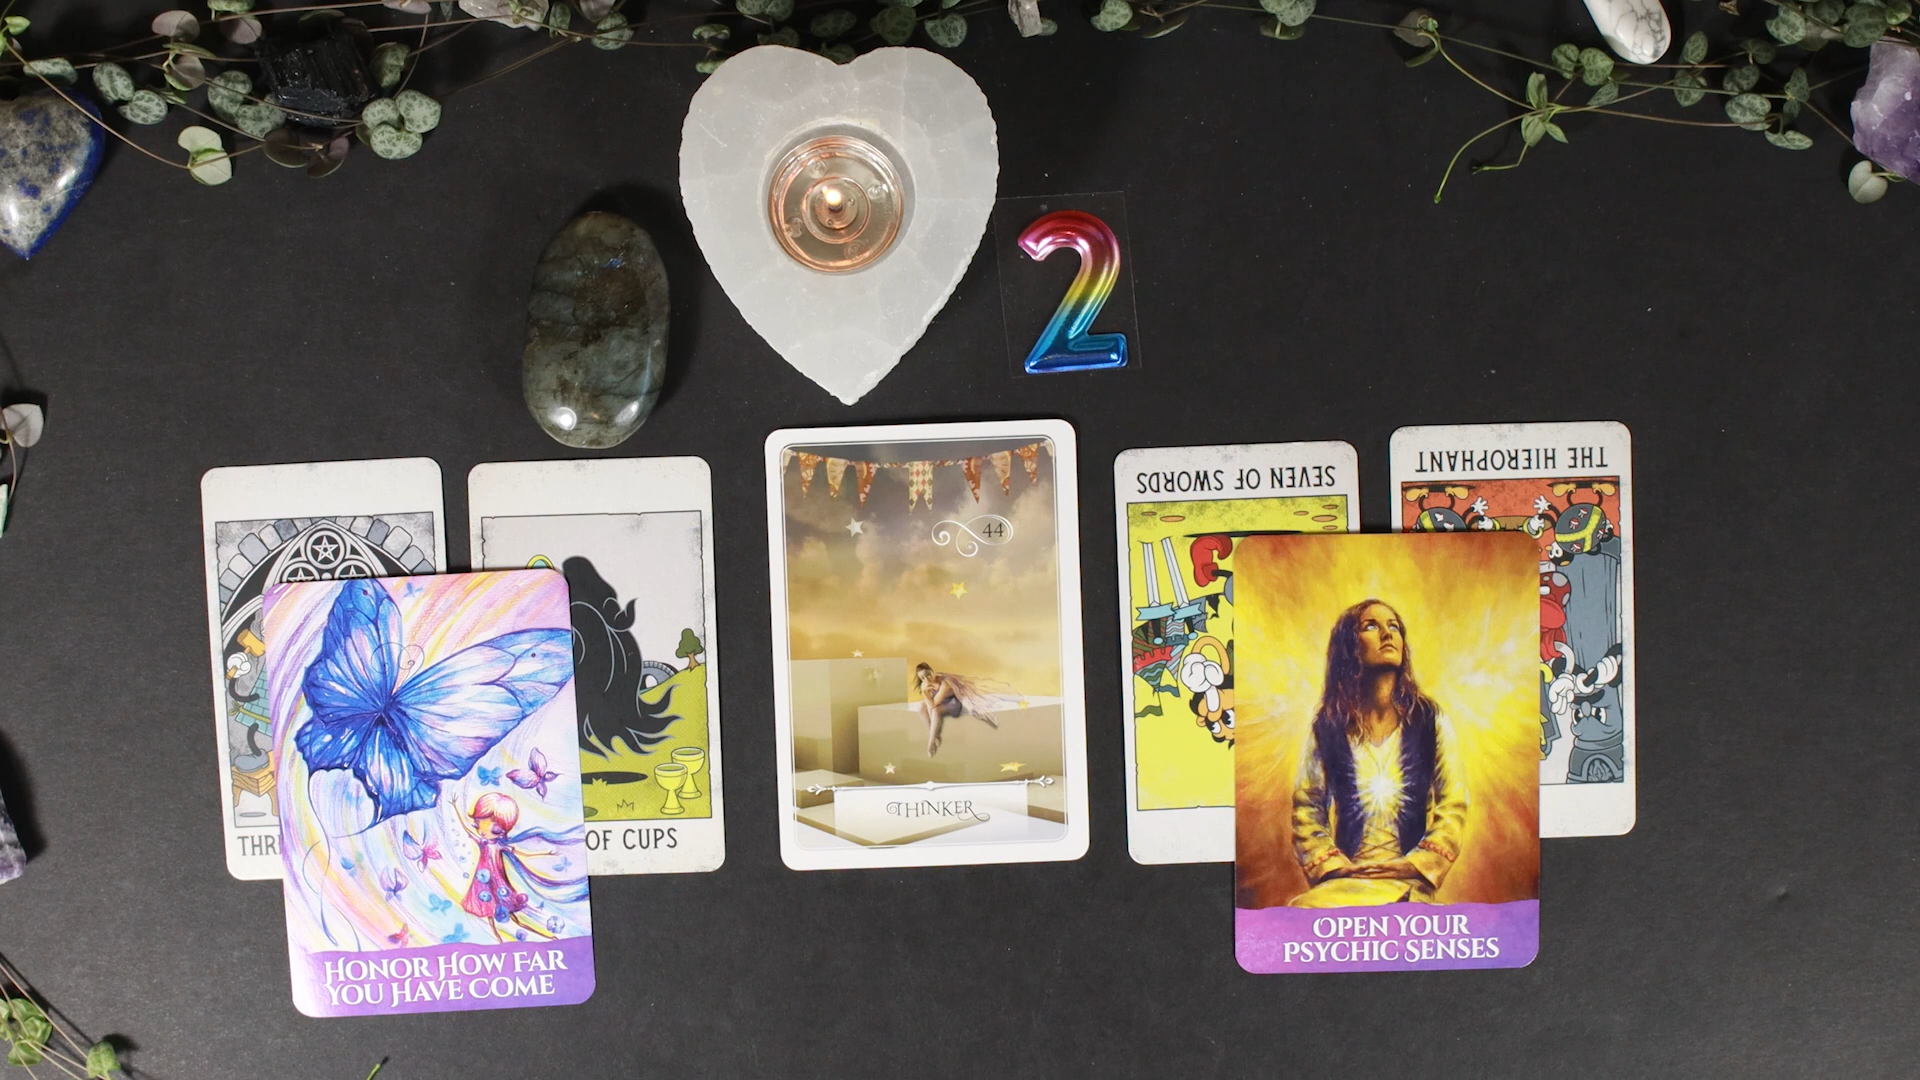 2
44
THINKER
SEVEN OF SWORDS
THE HIEROPHANT
OF CUPS
HONOR HOW FAR
YOU HAVE COME
OPEN YOUR
PSYCHIC SENSES